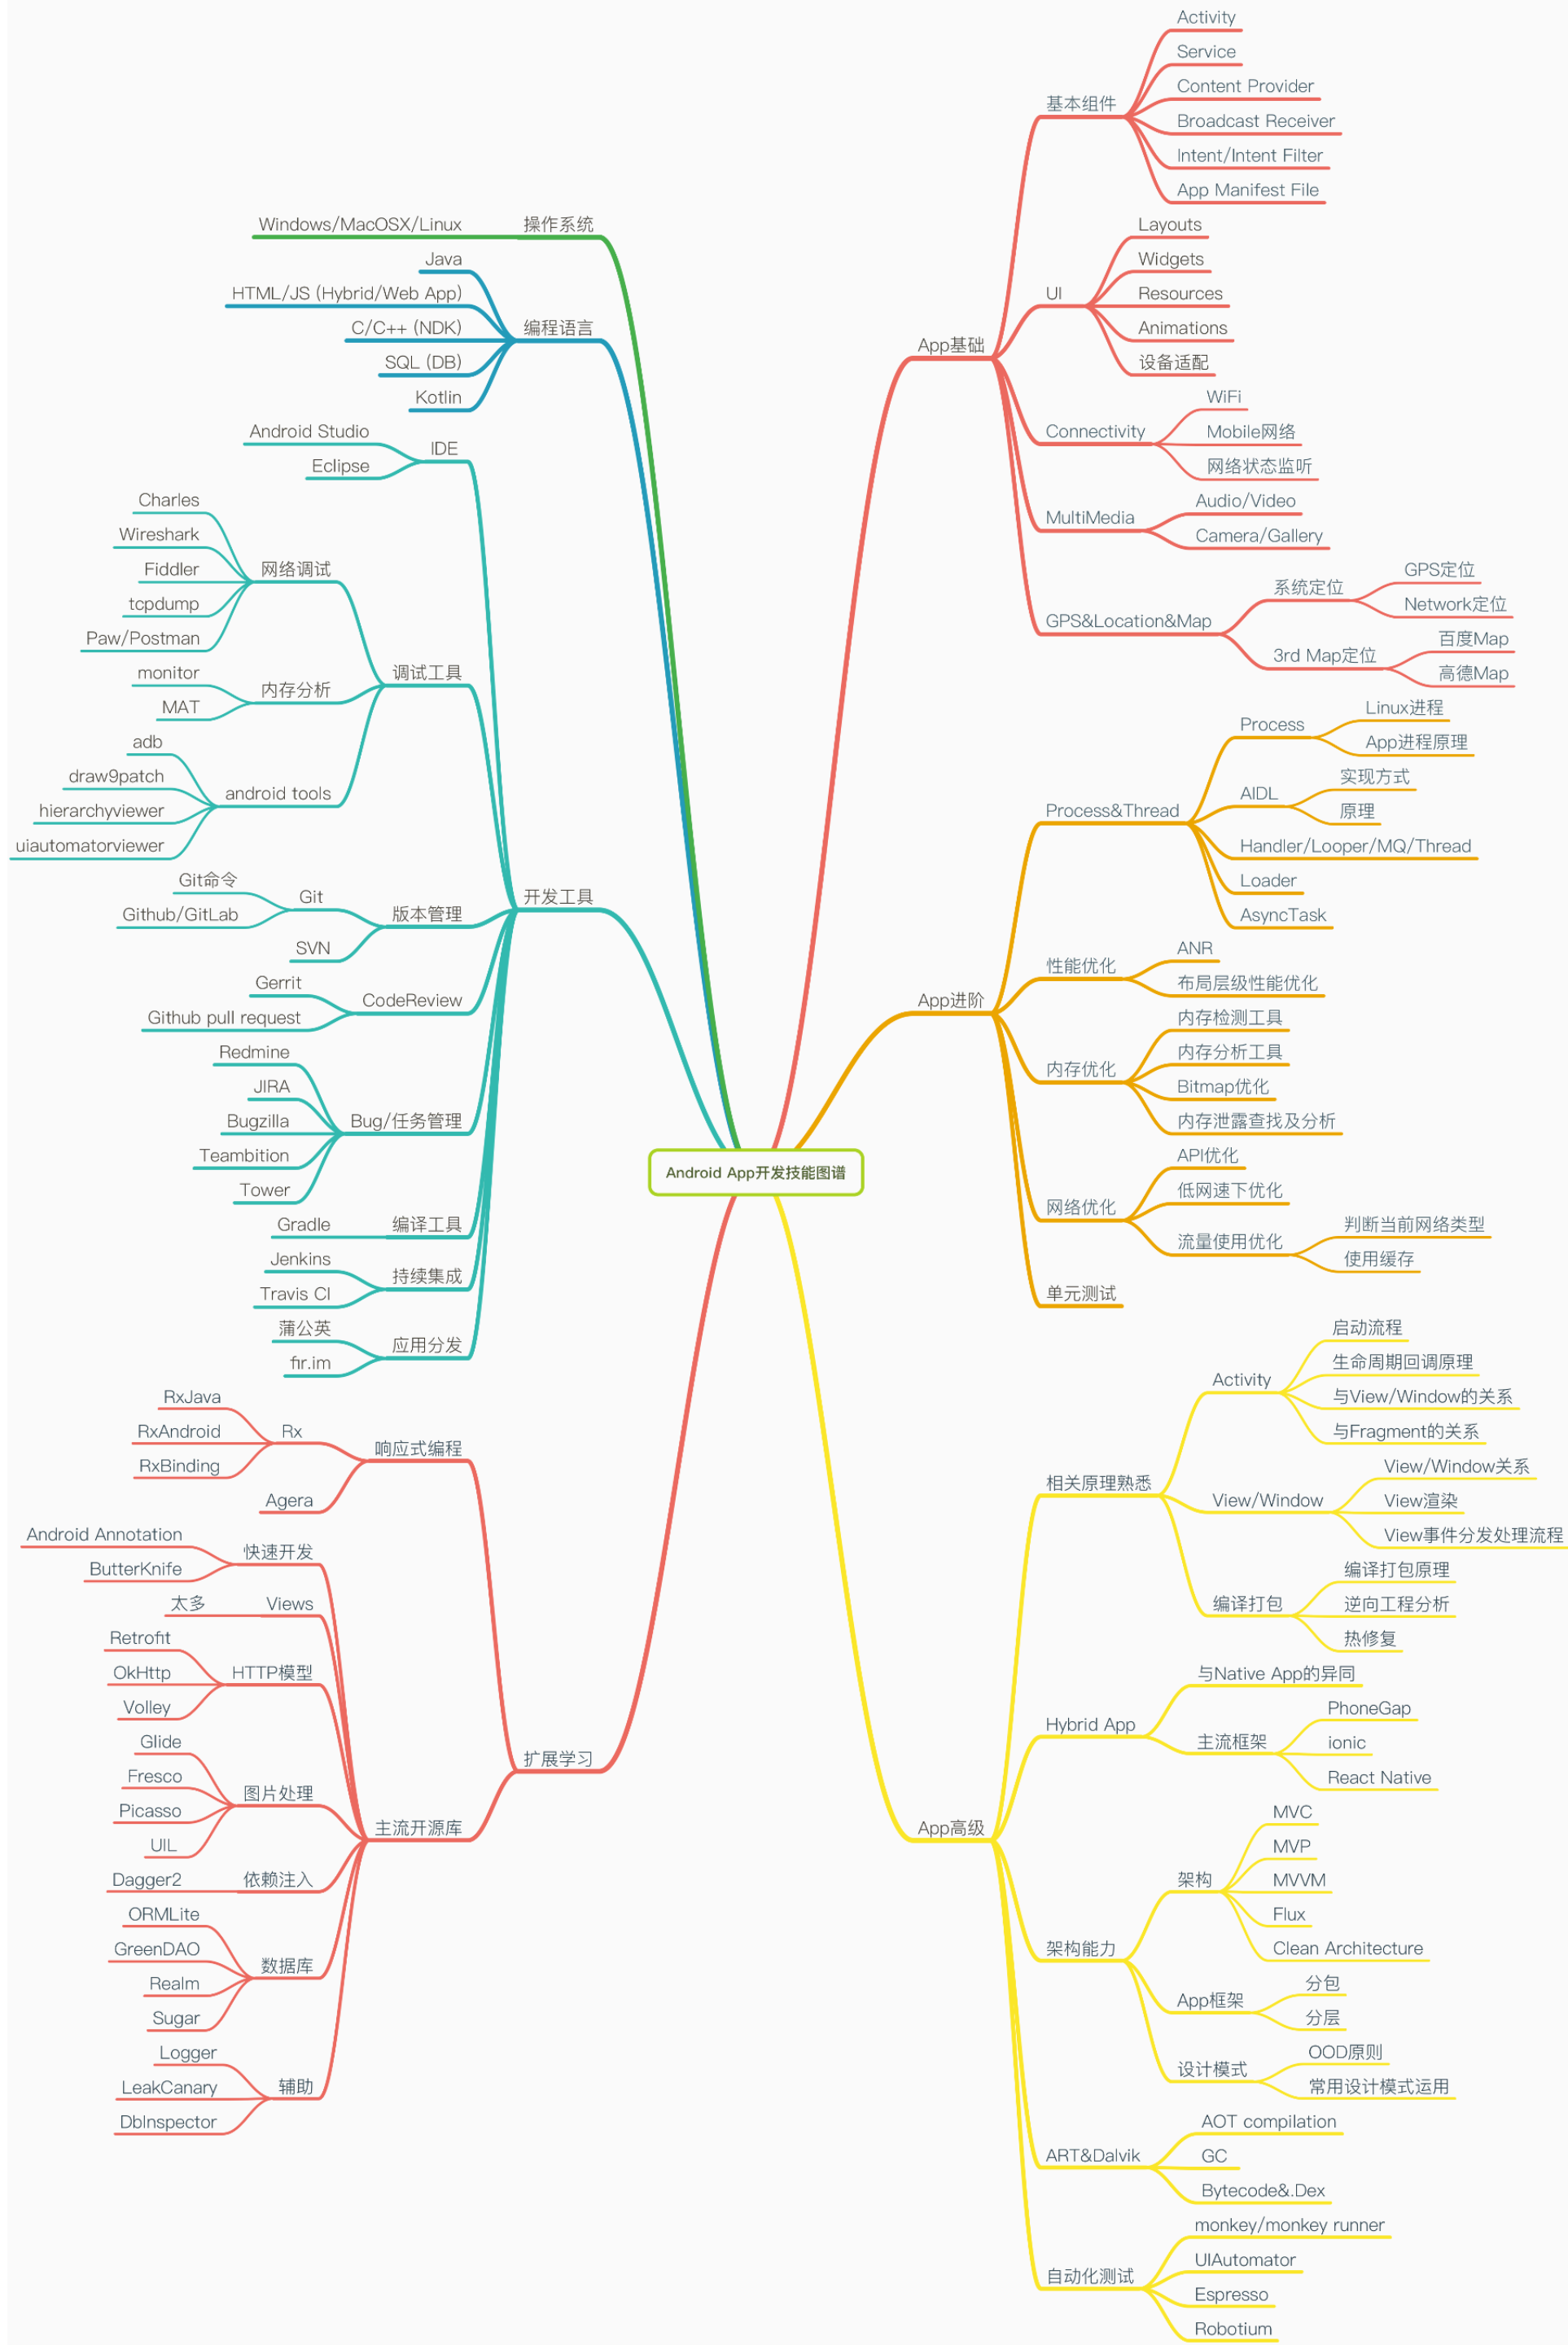 Android App开发技能图谱
操作系统
Windows/MacOSX/Linux
编程语言
Java
HTML/JS (Hybrid/Web App)
C/C++ (NDK)
SQL (DB)
Kotlin
开发工具
IDE
Android Studio
Eclipse
调试工具
网络调试
Charles
Wireshark
Fiddler
tcpdump
Paw/Postman
内存分析
monitor
MAT
android tools
adb
draw9patch
hierarchyviewer
uiautomatorviewer
版本管理
Git
Git命令
Github/GitLab
SVN
CodeReview
Gerrit
Github pull request
Bug/任务管理
Redmine
JIRA
Bugzilla
Teambition
Tower
编译工具
Gradle
持续集成
Jenkins
Travis CI
应用分发
蒲公英
fir.im
扩展学习
响应式编程
Rx
RxJava
RxAndroid
RxBinding
Agera
主流开源库
快速开发
Android Annotation
ButterKnife
Views
太多
HTTP模型
Retrofit
OkHttp
Volley
图片处理
Glide
Fresco
Picasso
UIL
依赖注入
Dagger2
数据库
ORMLite
GreenDAO
Realm
Sugar
辅助
Logger
LeakCanary
DbInspector
App基础
基本组件
Activity
Service
Content Provider
Broadcast Receiver
Intent/Intent Filter
App Manifest File
UI
Layouts
Widgets
Resources
Animations
设备适配
Connectivity
WiFi
Mobile网络
网络状态监听
MultiMedia
Audio/Video
Camera/Gallery
GPS&Location&Map
系统定位
GPS定位
Network定位
3rd Map定位
百度Map
高德Map
App进阶
Process&Thread
Process
Linux进程
App进程原理
AIDL
实现方式
原理
Handler/Looper/MQ/Thread
Loader
AsyncTask
性能优化
ANR
布局层级性能优化
内存优化
内存检测工具
内存分析工具
Bitmap优化
内存泄露查找及分析
网络优化
API优化
低网速下优化
流量使用优化
判断当前网络类型
使用缓存
单元测试
App高级
相关原理熟悉
Activity
启动流程
生命周期回调原理
与View/Window的关系
与Fragment的关系
View/Window
View/Window关系
View渲染
View事件分发处理流程
编译打包
编译打包原理
逆向工程分析
热修复
Hybrid App
与Native App的异同
主流框架
PhoneGap
ionic
React Native
架构能力
架构
MVC
MVP
MVVM
Flux
Clean Architecture
App框架
分包
分层
设计模式
OOD原则
常用设计模式运用
ART&Dalvik
AOT compilation
GC
Bytecode&.Dex
自动化测试
monkey/monkey runner
UIAutomator
Espresso
Robotium